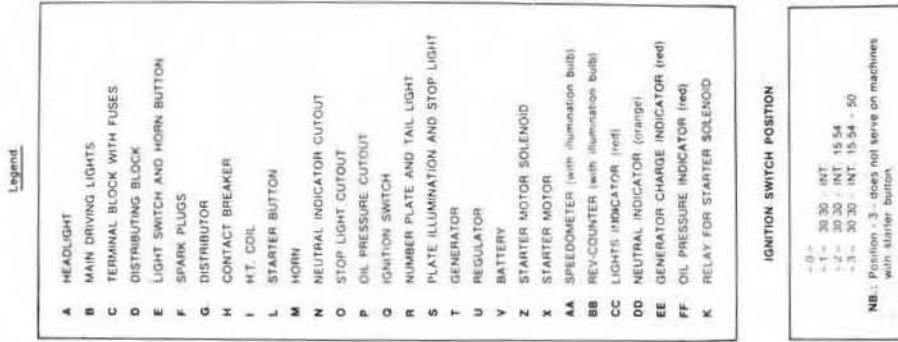 Legend
A HEADLIGHT
B MAIN DRIVING LIGHTS
C TERMINAL BLOCK WITH FUSES
D DISTRIBUTING BLOCK
E LIGHT SWITCH AND HORN BUTTON
F SPARK PLUGS
G DISTRIBUTOR
H CONTACT BREAKER
I H.T. COIL
L STARTER BUTTON
M HORN
N NEUTRAL INDICATOR CUTOUT
O STOP LIGHT CUTOUT
P OIL PRESSURE CUTOUT
Q IGNITION SWITCH
R NUMBER PLATE AND TAIL LIGHT
S PLATE ILLUMINATION AND STOP LIGHT
T GENERATOR
U REGULATOR
V BATTERY
Z STARTER MOTOR SOLENOID
X STARTER MOTOR
AA SPEEDOMETER (with illumination bulb)
BB REV-COUNTER (with illumination bulb)
CC LIGHTS INDICATOR (red)
DD NEUTRAL INDICATOR (orange)
EE GENERATOR CHARGE INDICATOR (red)
FF OIL PRESSURE INDICATOR (red)
K RELAY FOR STARTER SOLENOID
IGNITION SWITCH POSITION
- 0 -
- 1 - 30 30 - INT.
- 2 - 30 30 - INT. 15 54
- 3 - 30 30 - INT. 15 54 - 50
NB.: Position - 3 - does not serve on machines
with starter button.